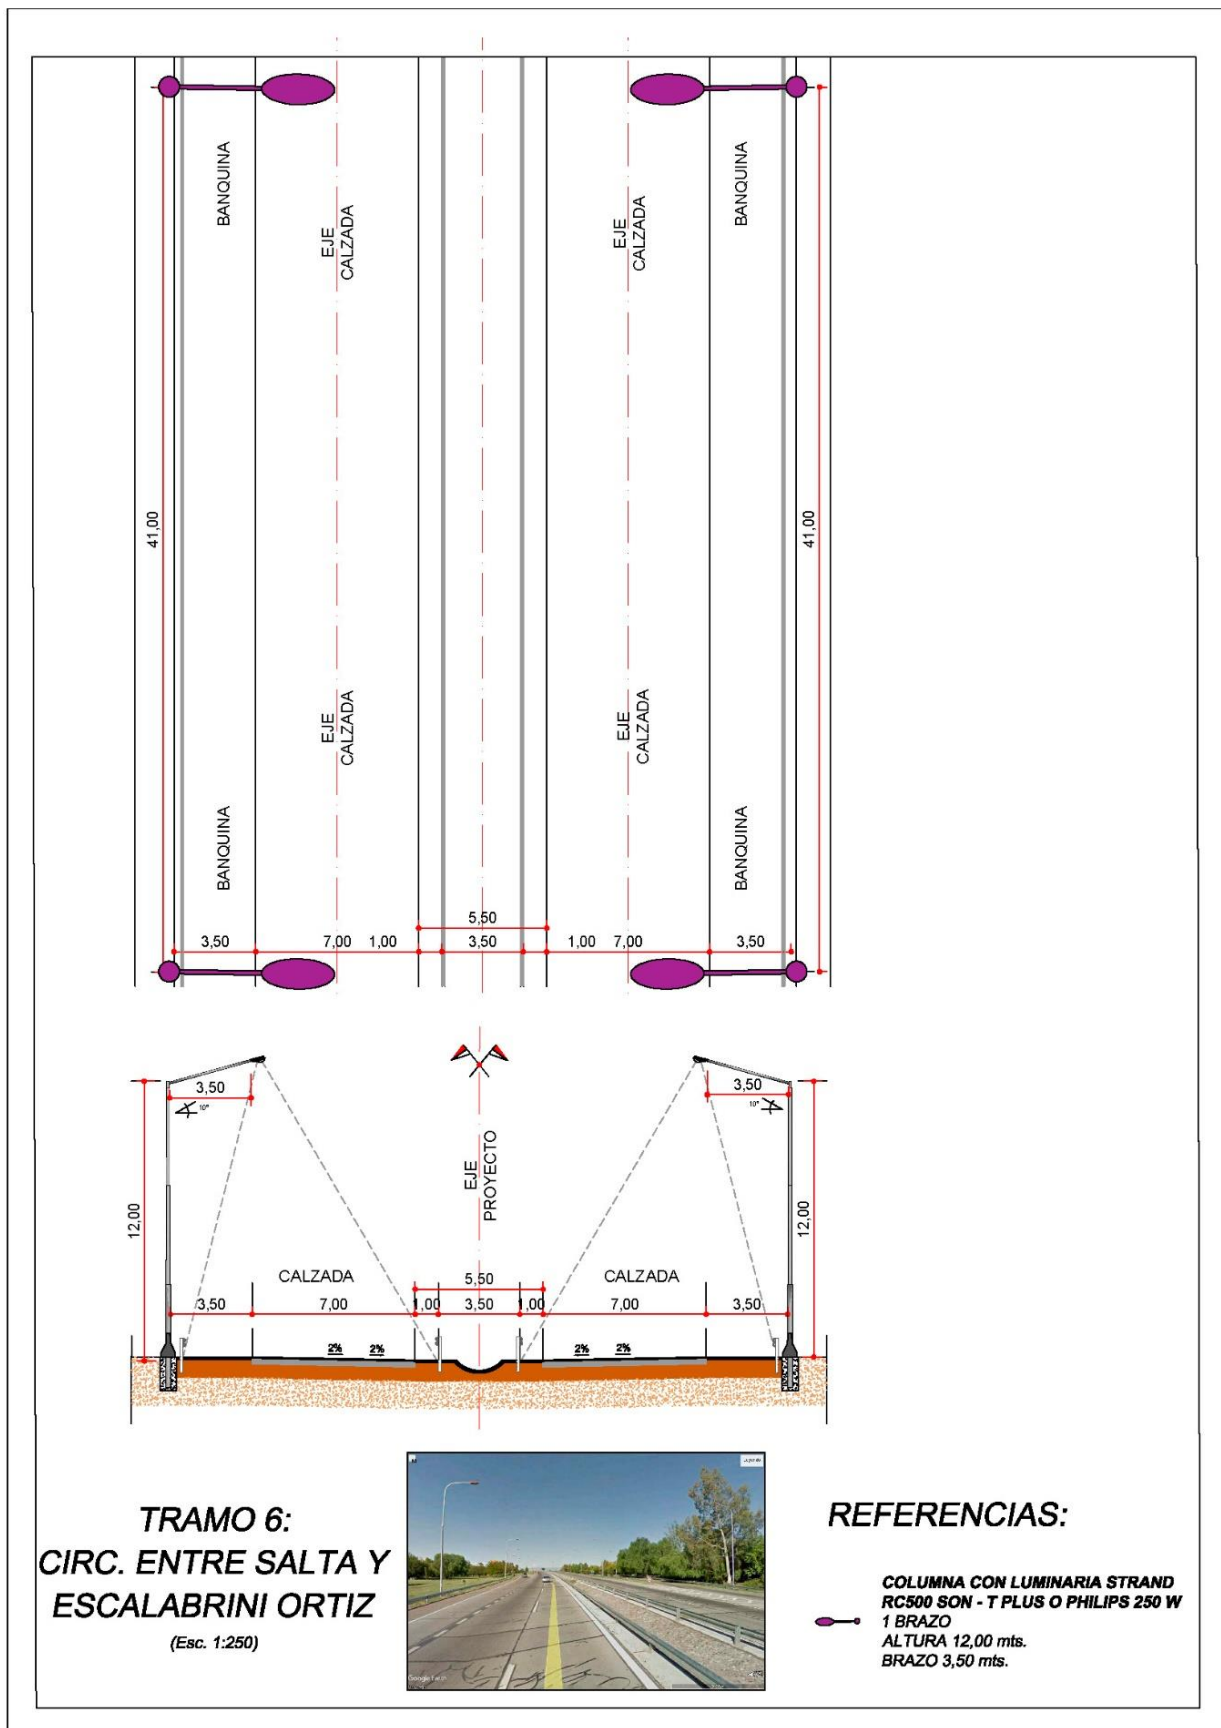 BANQUINA
EJE
CALZADA
EJE
CALZADA
BANQUINA
41,00
41,00
EJE
CALZADA
EJE
CALZADA
BANQUINA
BANQUINA
5,50
3,50
7,00
1,00
3,50
1,00
7,00
3,50
3,50
10°
3,50
10°
EJE
PROYECTO
12,00
12,00
CALZADA
CALZADA
5,50
3,50
7,00
1,00
3,50
1,00
7,00
3,50
2%
2%
2%
2%
TRAMO 6:
CIRC. ENTRE SALTA Y
ESCALABRINI ORTIZ
(Esc. 1:250)
REFERENCIAS:
COLUMNA CON LUMINARIA STRAND
RC500 SON - T PLUS O PHILIPS 250 W
1 BRAZO
ALTURA 12,00 mts.
BRAZO 3,50 mts.